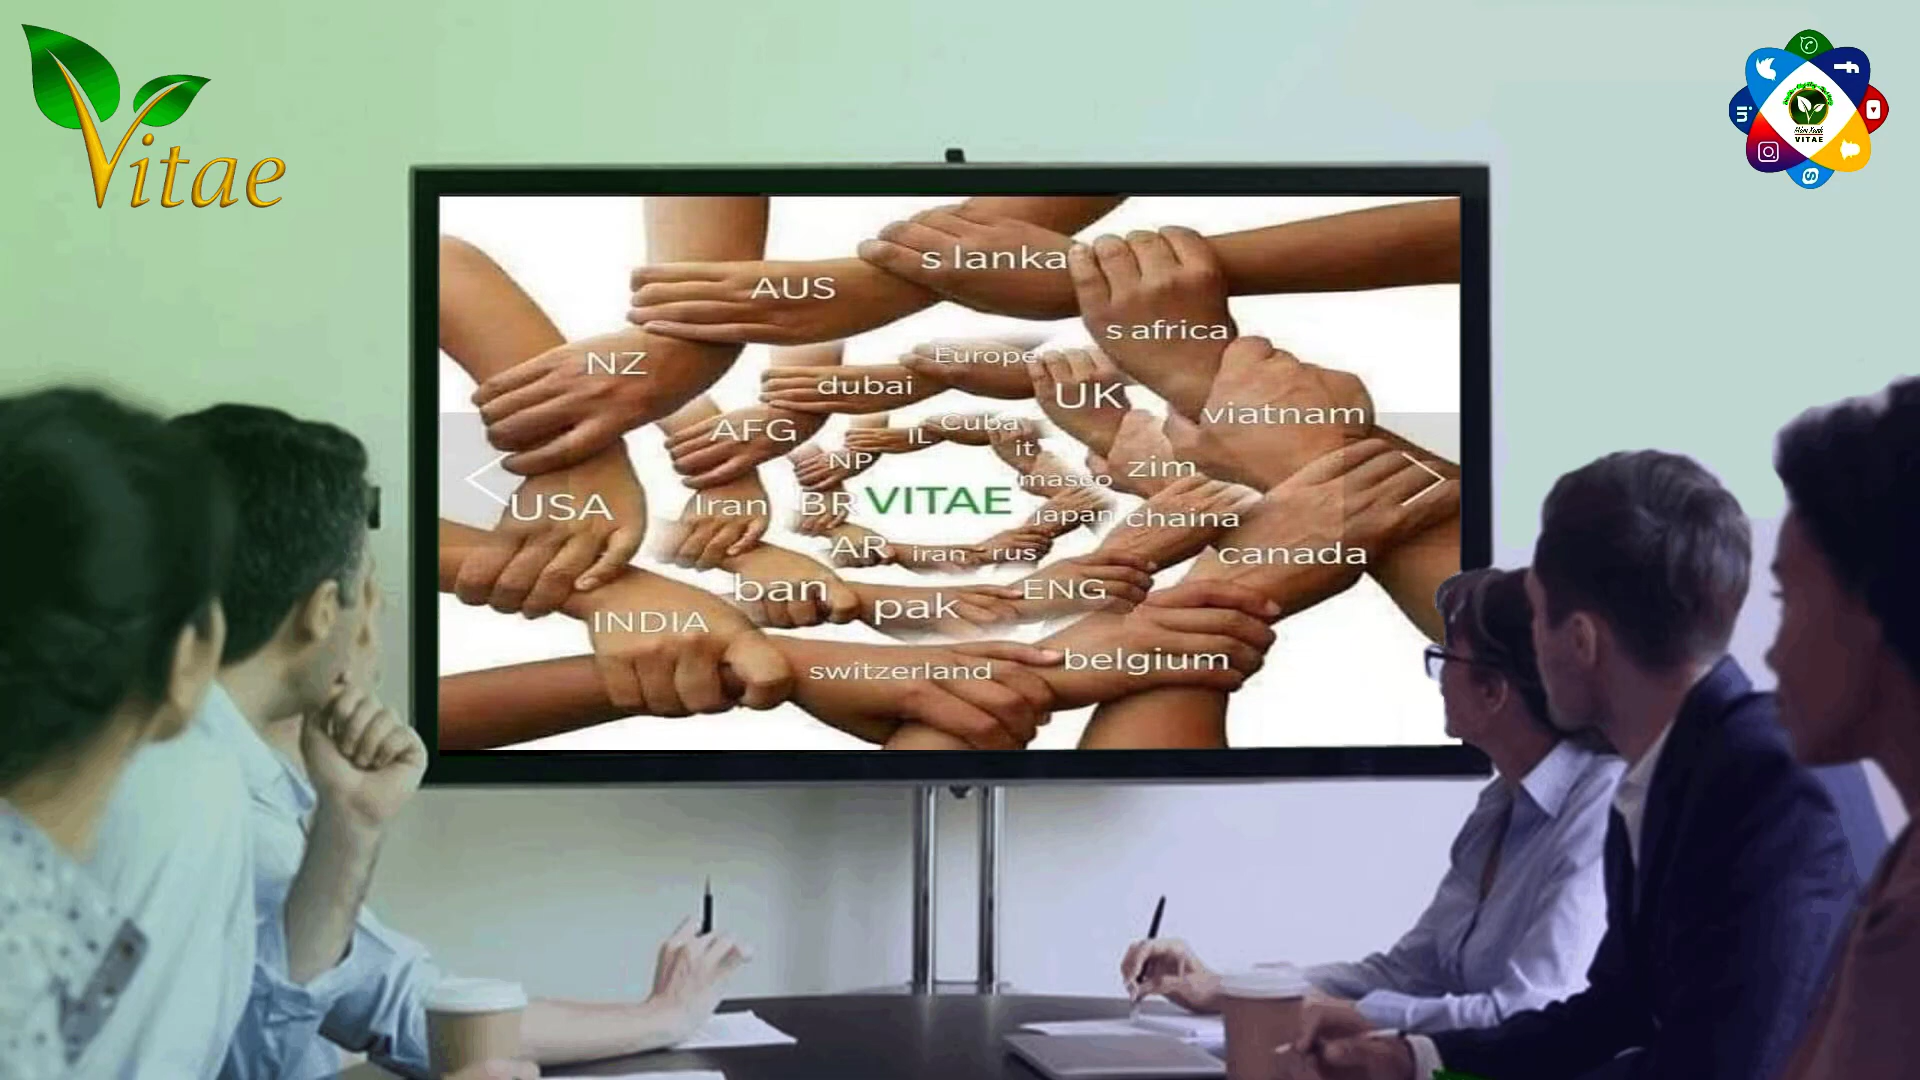 Vitae
VITAE
s lanka
AUS
s africa
NZ
Europe
dubai
UK
viatnam
AFG
Cuba
IL
it
NP
zim
masco
USA
Iran
BR
VITAE
japan
chaina
AR
iran
rus
canada
ban
pak
ENG
INDIA
switzerland
belgium